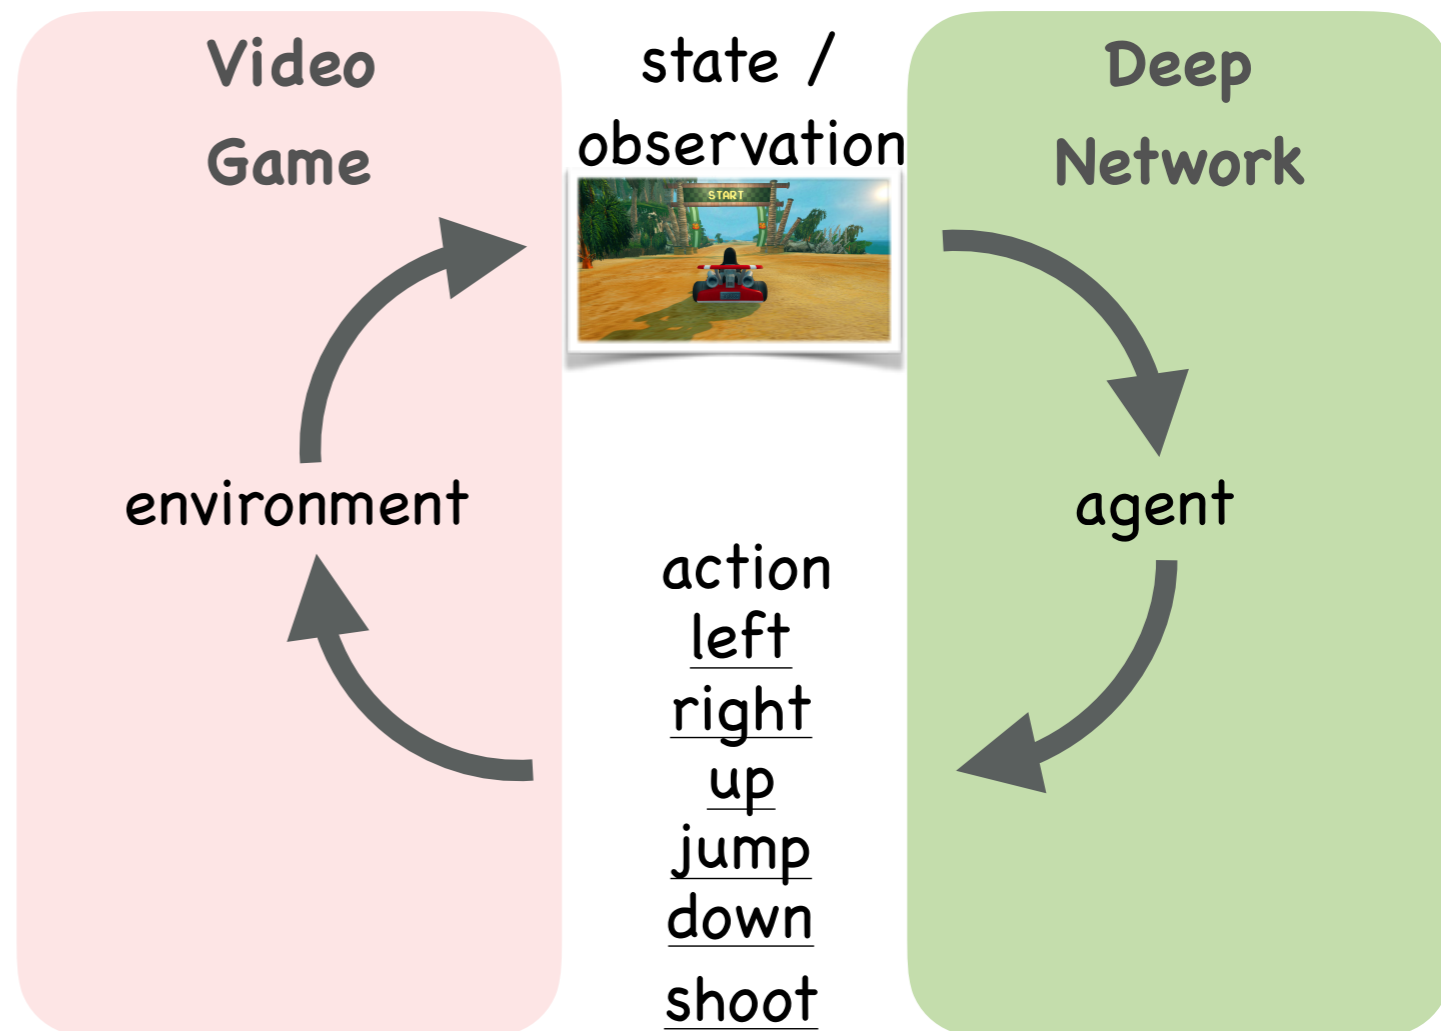 Video
Game
state /
observation
START
Deep
Network
environment
agent
action
left
right
up
jump
down
shoot